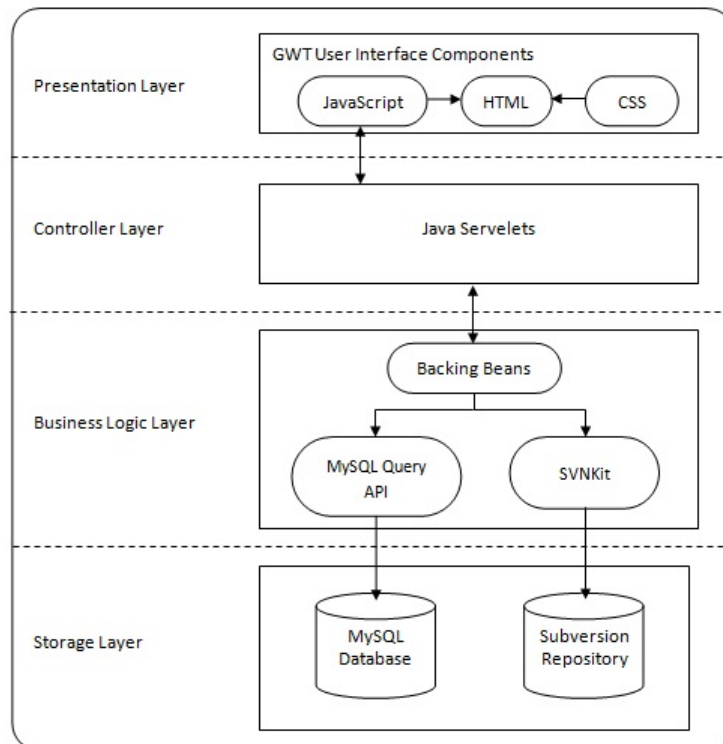 GWT User Interface Components
Presentation Layer
JavaScript
HTML
CSS
Controller Layer
Java Servelets
Backing Beans
Business Logic Layer
MySQL Query
API
SVNKit
Storage Layer
MySQL
Database
Subversion
Repository